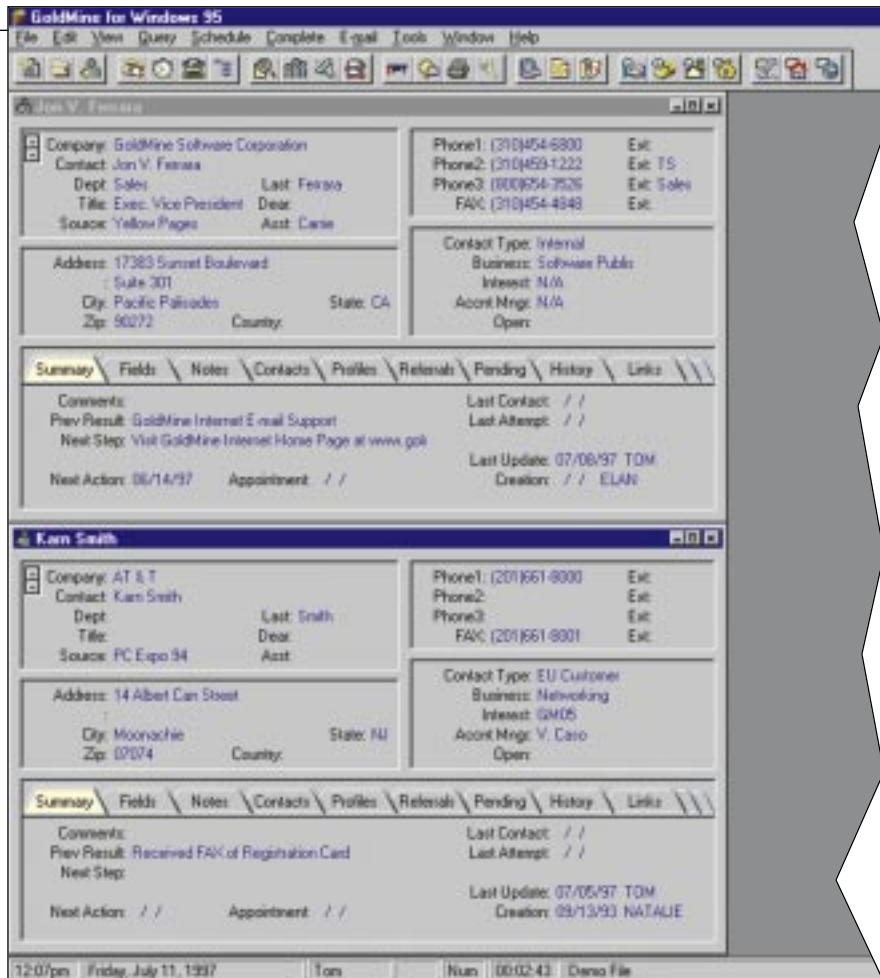 GoldMine for Windows 95
File Edit View Query Schedule Complete E-mail Tools Window Help
Jon V. Ferrara
Company: GoldMine Software Corporation
Contact: Jon V. Ferrara
Dept: Sales Last: Ferrara
Title: Exec. Vice President Dear:
Source: Yellow Pages Asst: Carrie
Phone1: (310)454-6800 Ext:
Phone2: (310)459-1222 Ext: TS
Phone3: (800)654-3526 Ext: Sales
FAX: (310)454-4848 Ext:
Address: 17383 Sunset Boulevard
: Suite 301
City: Pacific Palisades State: CA
Zip: 90272 Country:
Contact Type: Internal
Business: Software Public
Interest: N/A
Accnt Mngr: N/A
Open:
Summary Fields Notes Contacts Profiles Referrals Pending History Links
Comments:
Prev Result: GoldMine Internet E-mail Support
Next Step: Visit GoldMine Internet Home Page at www.gol
Next Action: 06/14/97 Appointment: / /
Last Contact: / /
Last Attempt: / /
Last Update: 07/08/97 TOM
Creation: / / ELAN
Karn Smith
Company: AT & T
Contact: Karn Smith
Dept: Last: Smith
Title: Dear:
Source: PC Expo 94 Asst:
Phone1: (201)661-8000 Ext:
Phone2: Ext:
Phone3: Ext:
FAX: (201)661-8001 Ext:
Address: 14 Albert Can Street
:
City: Moonachie State: NJ
Zip: 07074 Country:
Contact Type: EU Customer
Business: Networking
Interest: GMD5
Accnt Mngr: V. Caso
Open:
Summary Fields Notes Contacts Profiles Referrals Pending History Links
Comments:
Prev Result: Received FAX of Registration Card
Next Step:
Next Action: / / Appointment: / /
Last Contact: / /
Last Attempt: / /
Last Update: 07/05/97 TOM
Creation: 09/13/93 NATALIE
12:07pm Friday, July 11, 1997 Tom Num 00:02:43 Demo File